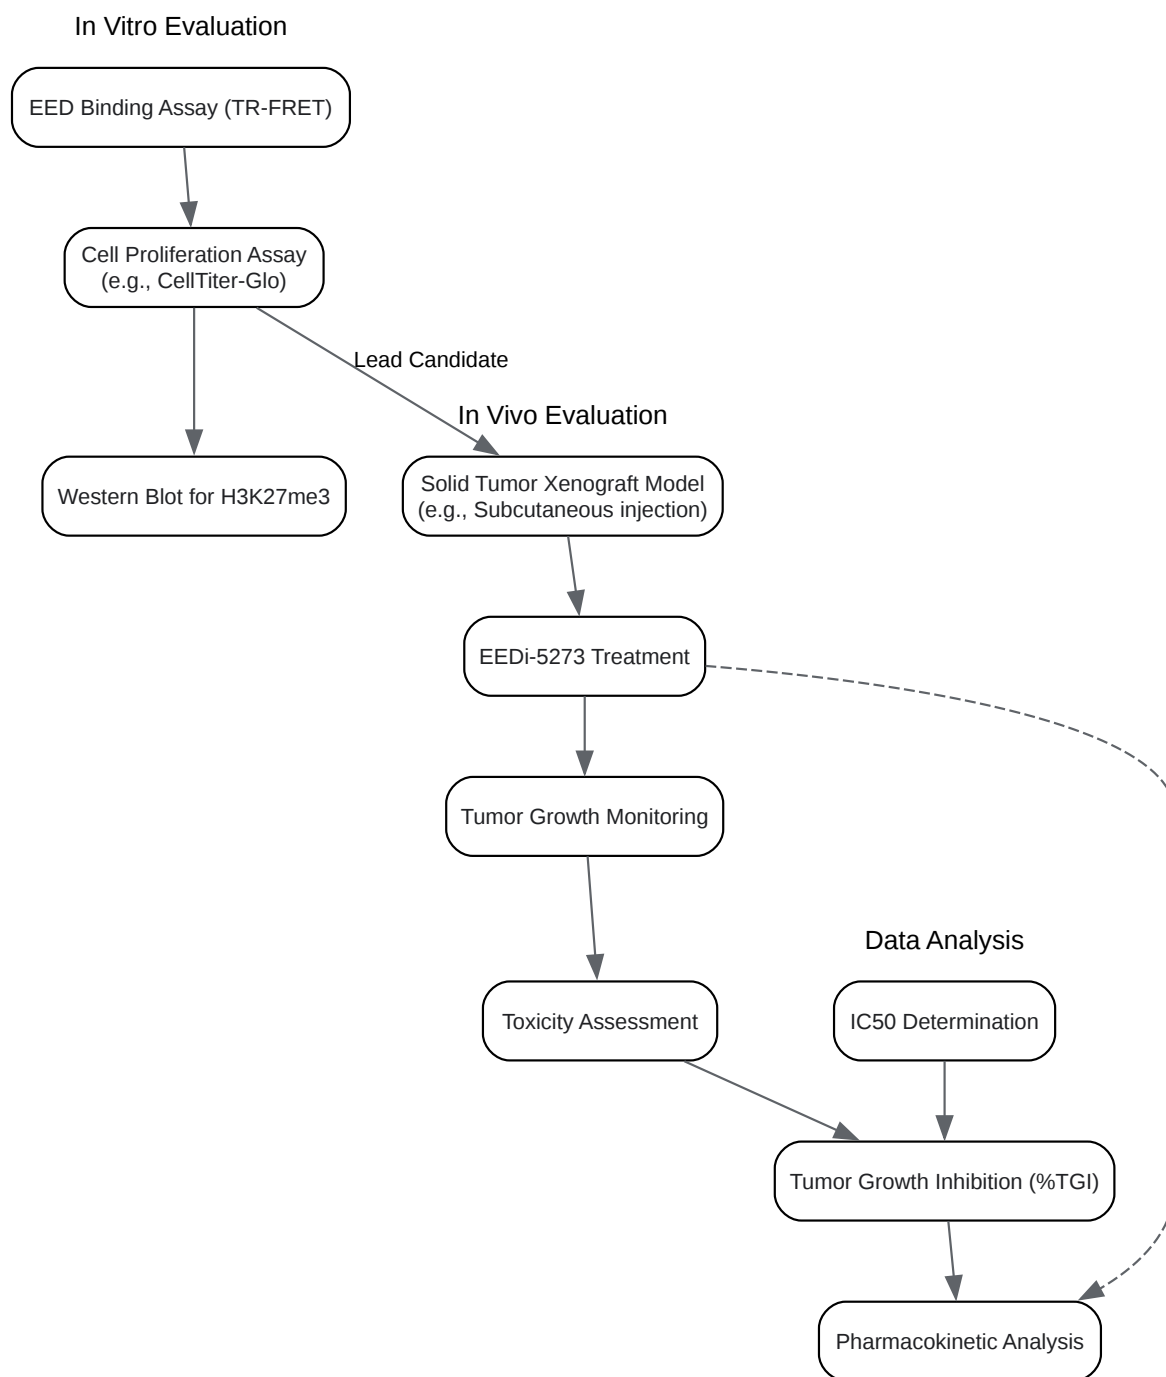 In Vitro Evaluation
EED Binding Assay (TR-FRET)
Cell Proliferation Assay
(e.g., CellTiter-Glo)
Lead Candidate
In Vivo Evaluation
Western Blot for H3K27me3
Solid Tumor Xenograft Model
(e.g., Subcutaneous injection)
EEDi-5273 Treatment
Tumor Growth Monitoring
Data Analysis
Toxicity Assessment
IC50 Determination
Tumor Growth Inhibition (%TGI)
Pharmacokinetic Analysis